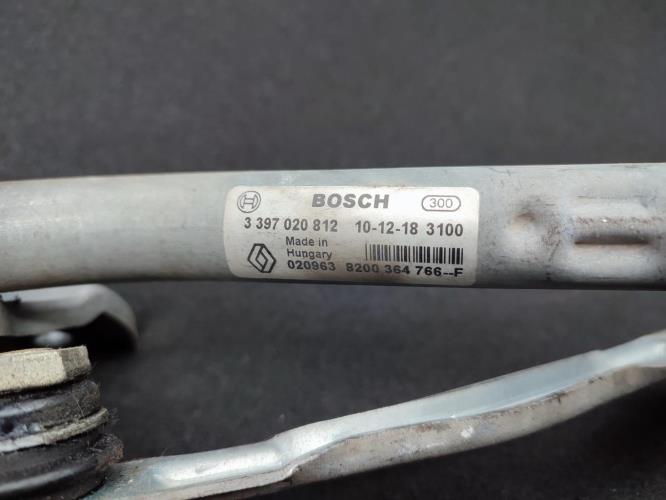 BOSCH 300
3 397 020 812 10-12-18 3100
Made in
Hungary
020963 8200 364 766--F